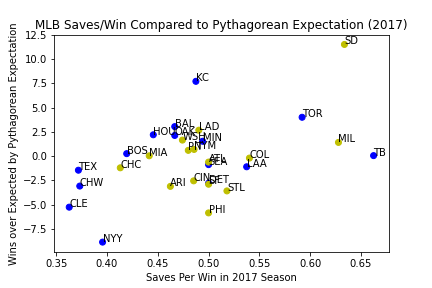 MLB Saves/Win Compared to Pythagorean Expectation (2017)
Wins over Expected by Pythagorean Expectation
12.5
10.0
7.5
5.0
2.5
0.0
−2.5
−5.0
−7.5
SD
KC
TOR
BAL
LAD
HOU
OAK
WSH
MIN
MIL
NYM
BOS
MIA
COL
TB
ATL
TEX
CHC
LAA
CHW
ARI
CIN
DET
STL
CLE
PHI
NYY
0.35 0.40 0.45 0.50 0.55 0.60 0.65
Saves Per Win in 2017 Season